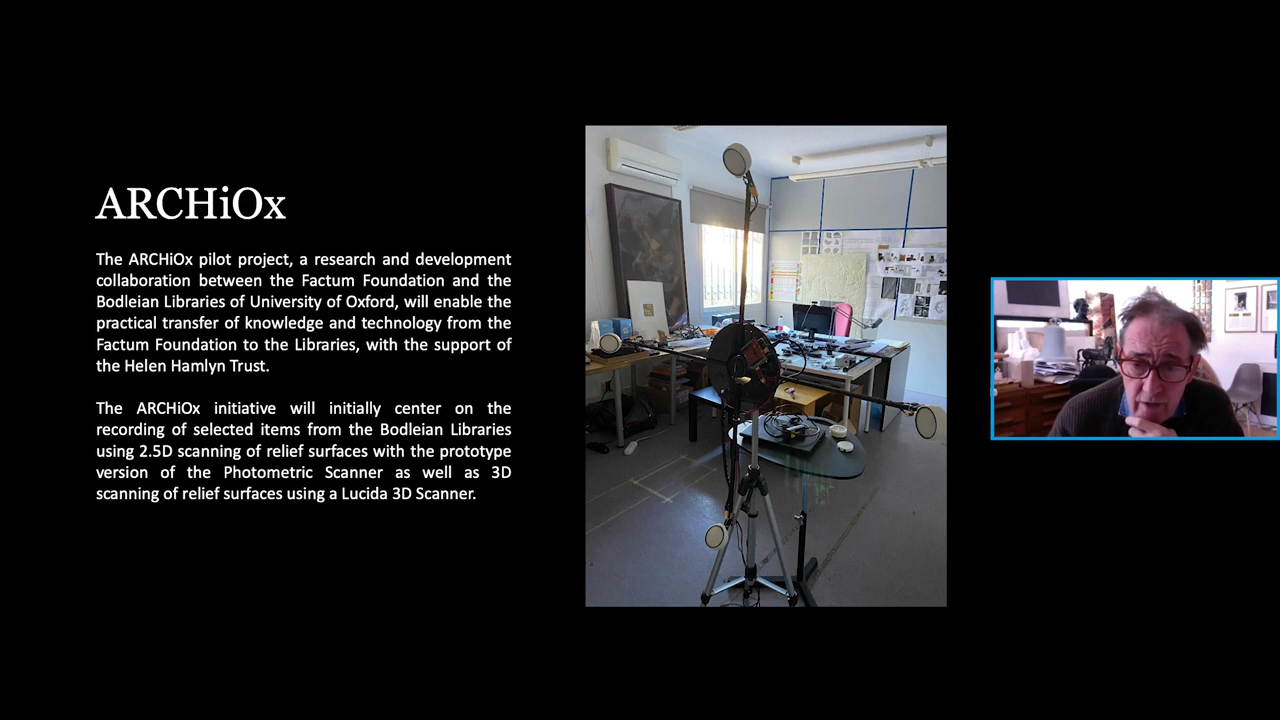 ARCHiOx
The ARCHiOx pilot project, a research and development
collaboration between the Factum Foundation and the
Bodleian Libraries of University of Oxford, will enable the
practical transfer of knowledge and technology from the
Factum Foundation to the Libraries, with the support of
the Helen Hamlyn Trust.
The ARCHiOx initiative will initially center on the
recording of selected items from the Bodleian Libraries
using 2.5D scanning of relief surfaces with the prototype
version of the Photometric Scanner as well as 3D
scanning of relief surfaces using a Lucida 3D Scanner.